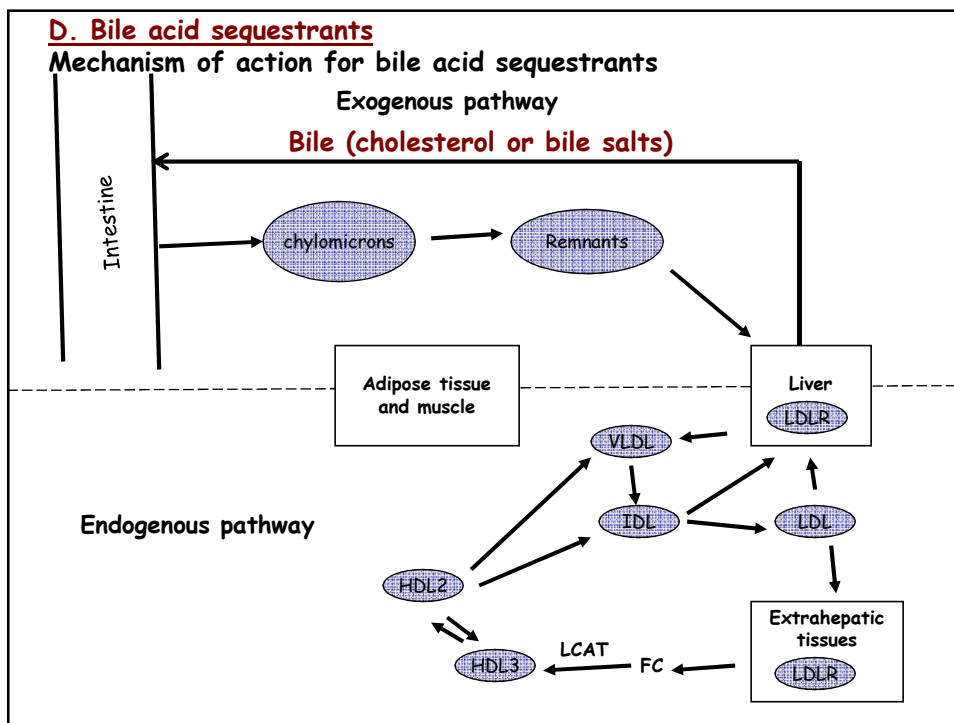 D. Bile acid sequestrants
Mechanism of action for bile acid sequestrants
Exogenous pathway
Bile (cholesterol or bile salts)
Intestine
chylomicrons
Remnants
Adipose tissue
and muscle
Liver
LDLR
VLDL
Endogenous pathway
IDL
LDL
HDL2
Extrahepatic
tissues
LCAT
HDL3
FC
LDLR